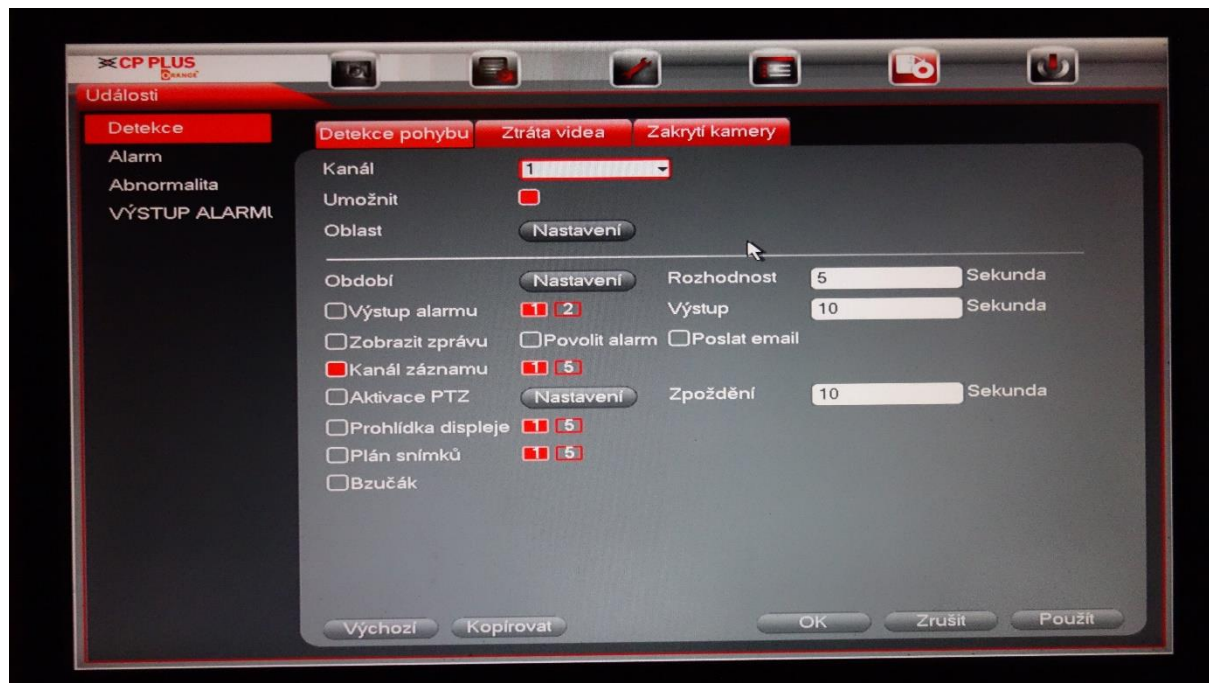 CP PLUS
ORANGE
Události
Detekce
Alarm
Abnormalita
VÝSTUP ALARMU
Detekce pohybu Ztráta videa Zakrytí kamery
Kanál 1
Umožnit
Oblast Nastavení
Období Nastavení Rozhodnost 5 Sekunda
Výstup alarmu 1 2 Výstup 10 Sekunda
Zobrazit zprávu Povolit alarm Poslat email
Kanál záznamu 1 5
Aktivace PTZ Nastavení Zpoždění 10 Sekunda
Prohlídka displeje 1 5
Plán snímků 1 5
Bzučák
Výchozí Kopírovat OK Zrušit Použít